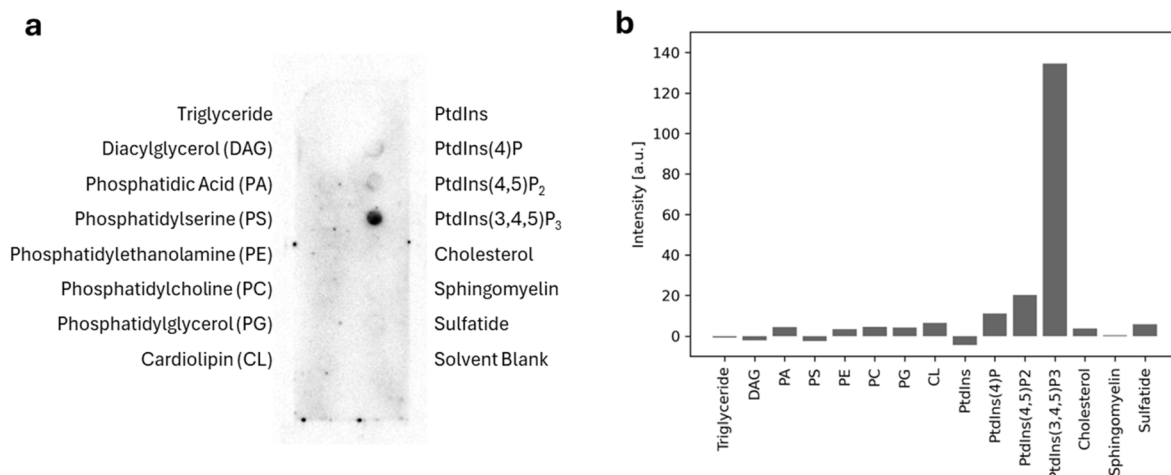 a
Triglyceride
Diacylglycerol (DAG)
Phosphatidic Acid (PA)
Phosphatidylserine (PS)
Phosphatidylethanolamine (PE)
Phosphatidylcholine (PC)
Phosphatidylglycerol (PG)
Cardiolipin (CL)
PtdIns
PtdIns(4)P
PtdIns(4,5)P₂
PtdIns(3,4,5)P₃
Cholesterol
Sphingomyelin
Sulfatide
Solvent Blank
b
Intensity [a.u.]
140
120
100
80
60
40
20
0
Triglyceride
DAG
PA
PS
PE
PC
PG
CL
PtdIns
PtdIns(4)P
PtdIns(4,5)P2
PtdIns(3,4,5)P3
Cholesterol
Sphingomyelin
Sulfatide